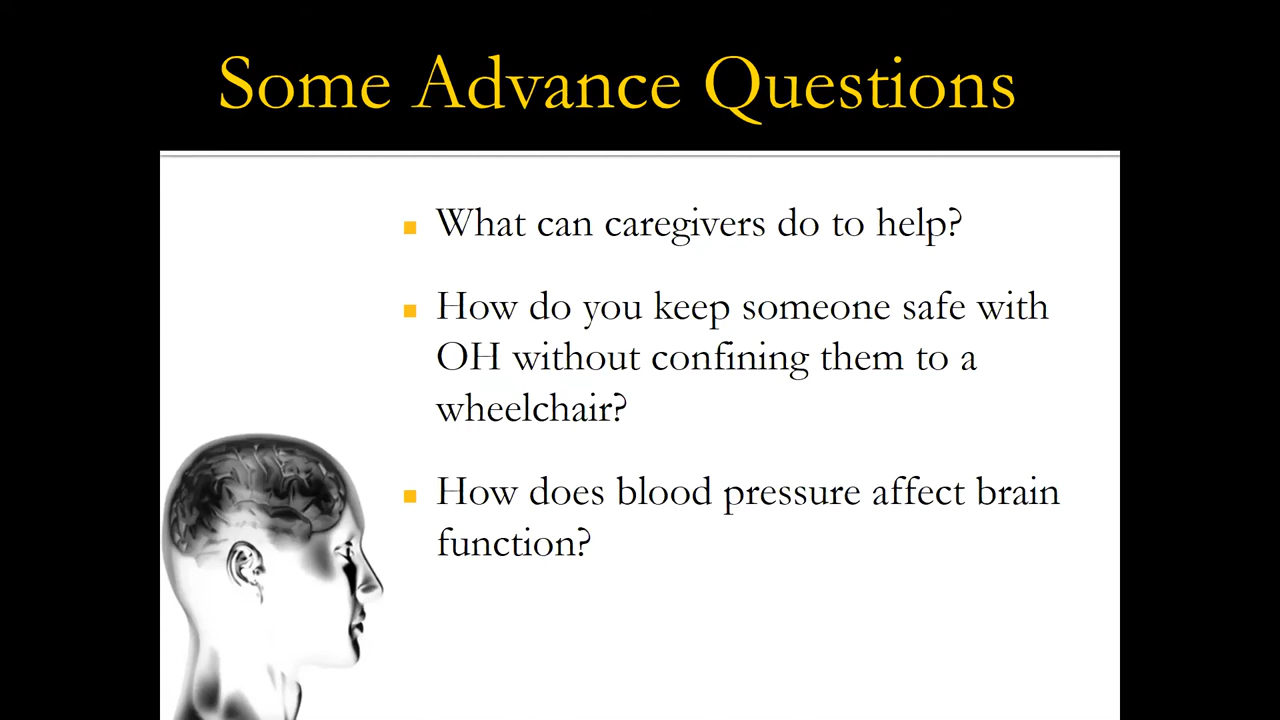 Some Advance Questions
What can caregivers do to help?
How do you keep someone safe with
OH without confining them to a
wheelchair?
How does blood pressure affect brain
function?